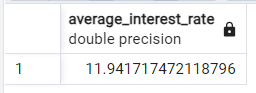 average_interest_rate
double precision
1 11.941717472118796